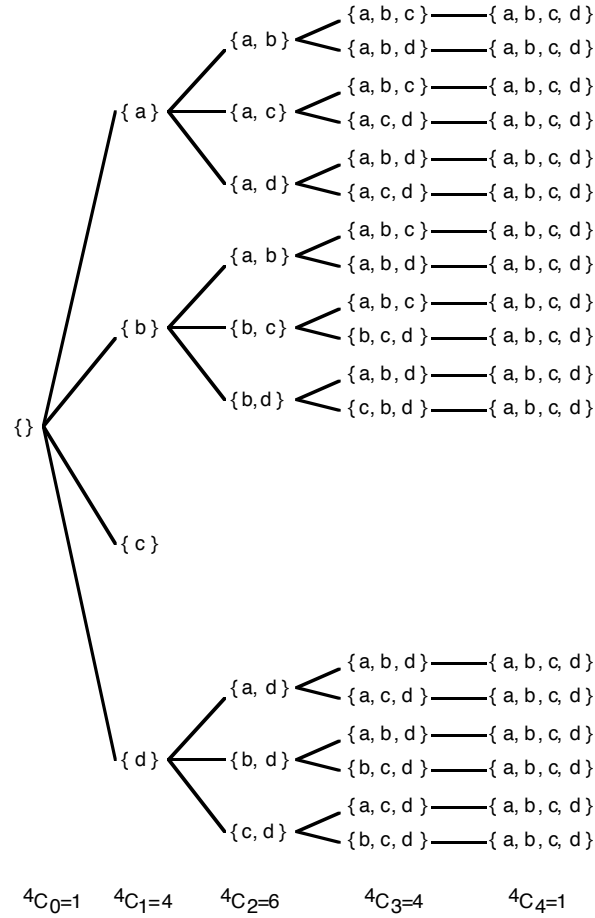 {a, b, c} { a, b, c, d }
{a, b}
{a, b, d} { a, b, c, d }
{a, b, c} { a, b, c, d }
{ a } {a, c}
{a, c, d} { a, b, c, d }
{a, b, d} { a, b, c, d }
{a, d}
{a, c, d} { a, b, c, d }
{a, b, c} { a, b, c, d }
{a, b}
{a, b, d} { a, b, c, d }
{a, b, c} { a, b, c, d }
{ b } {b, c}
{b, c, d} { a, b, c, d }
{a, b, d} { a, b, c, d }
{b,d}
{c, b, d} { a, b, c, d }
{}
{ c }
{a, b, d} { a, b, c, d }
{a, d}
{a, c, d} { a, b, c, d }
{a, b, d} { a, b, c, d }
{ d } {b, d}
{b, c, d} { a, b, c, d }
{a, c, d} { a, b, c, d }
{c, d}
{b, c, d} { a, b, c, d }
⁴C₀=1 ⁴C₁=4 ⁴C₂=6 ⁴C₃=4 ⁴C₄=1